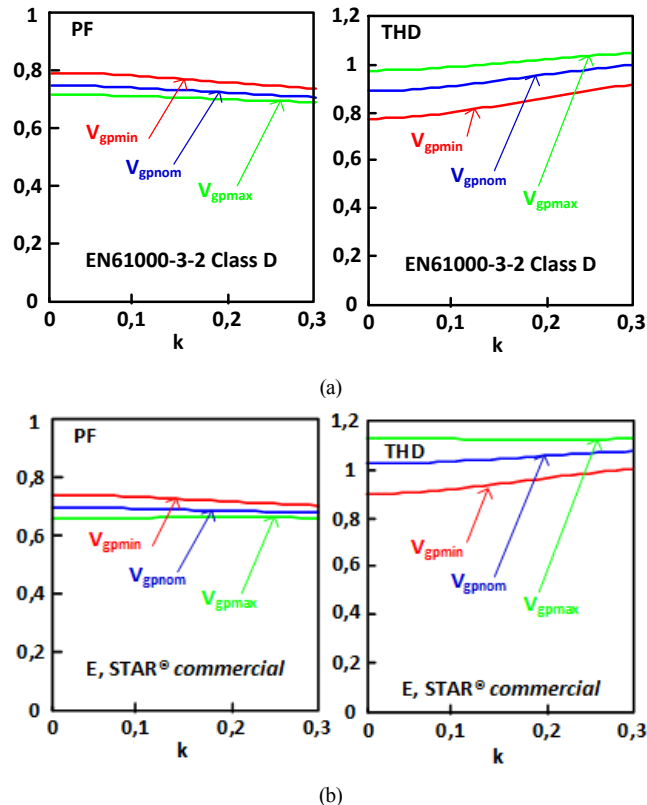 PF
1
0,8
0,6
0,4
0,2
0
V_gpmin
V_gpnom
V_gpmax
EN61000-3-2 Class D
0 0,1 0,2 0,3
k
THD
1,2
1
0,8
0,6
0,4
0,2
0
V_gpmin
V_gpnom
V_gpmax
EN61000-3-2 Class D
0 0,1 0,2 0,3
k
(a)
PF
1
0,8
0,6
0,4
0,2
0
V_gpmin
V_gpnom
V_gpmax
E, STAR® commercial
0 0,1 0,2 0,3
k
THD
1,2
1
0,8
0,6
0,4
0,2
0
V_gpmin
V_gpnom
V_gpmax
E, STAR® commercial
0 0,1 0,2 0,3
k
(b)